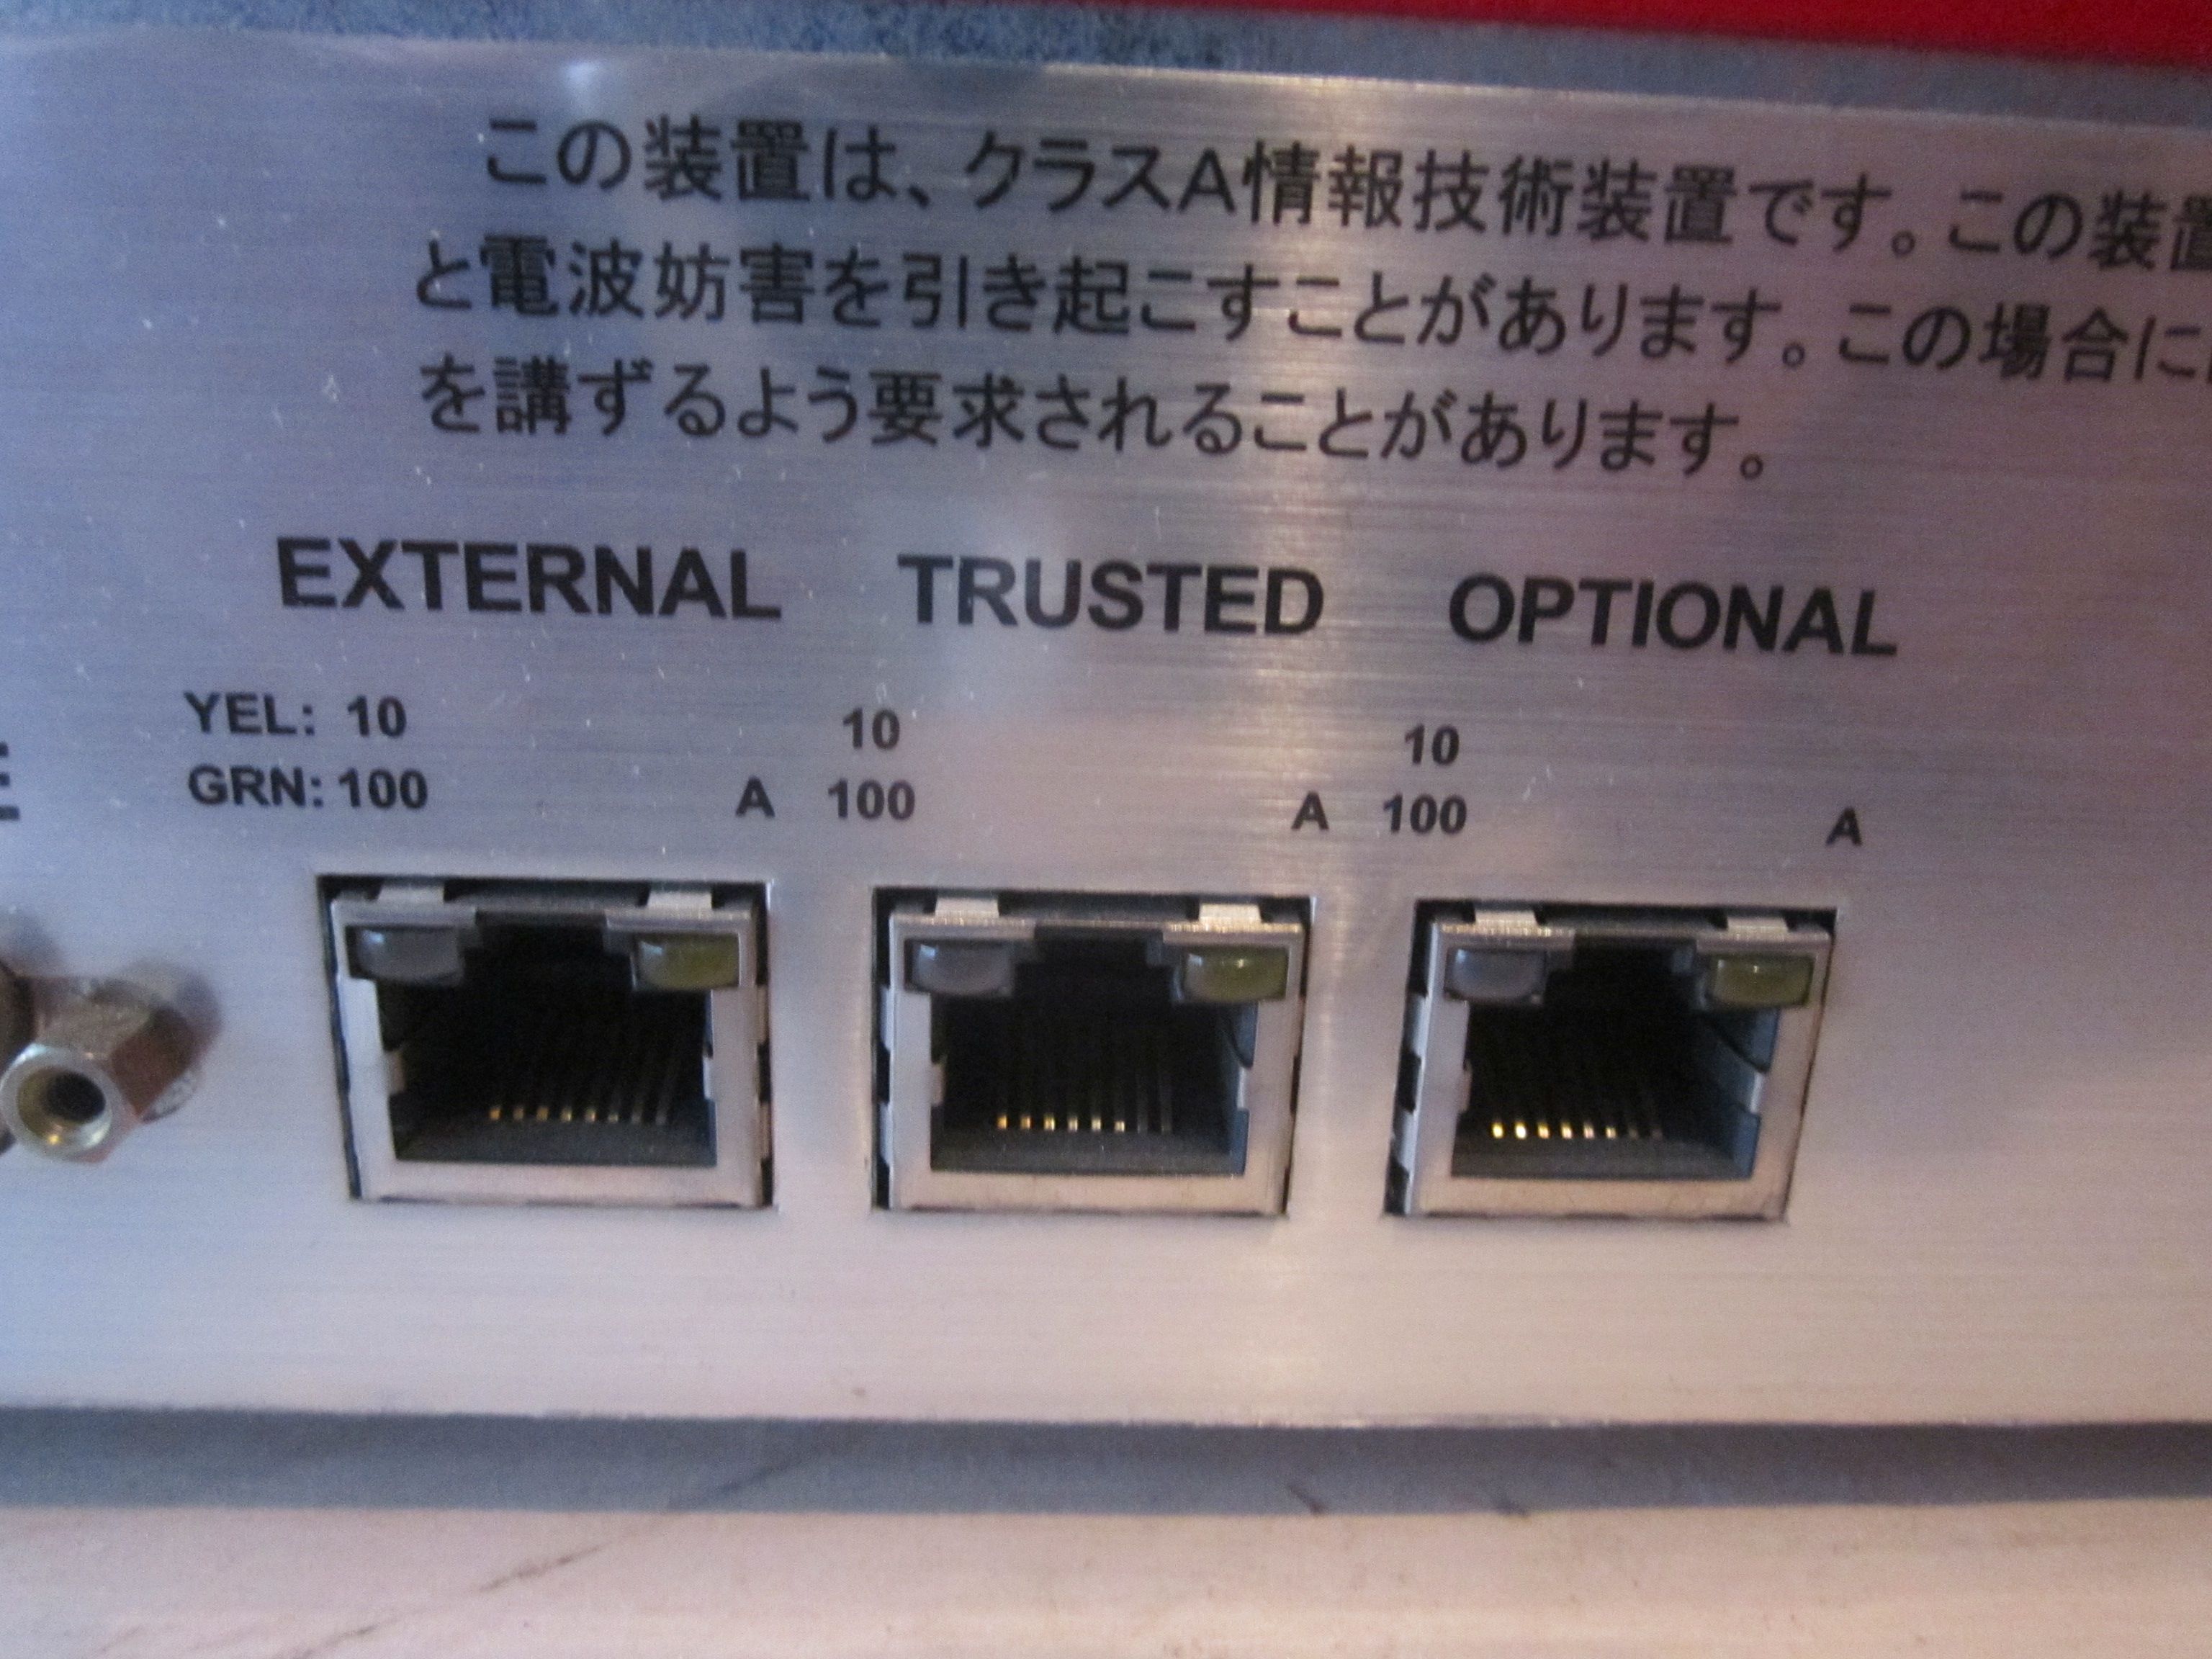 この装置は、クラスA情報技術装置です。この装置
と電波妨害を引き起こすことがあります。この場合に
を講ずるよう要求されることがあります。
EXTERNAL TRUSTED OPTIONAL
YEL: 10 10 10
GRN: 100 A 100 A 100 A